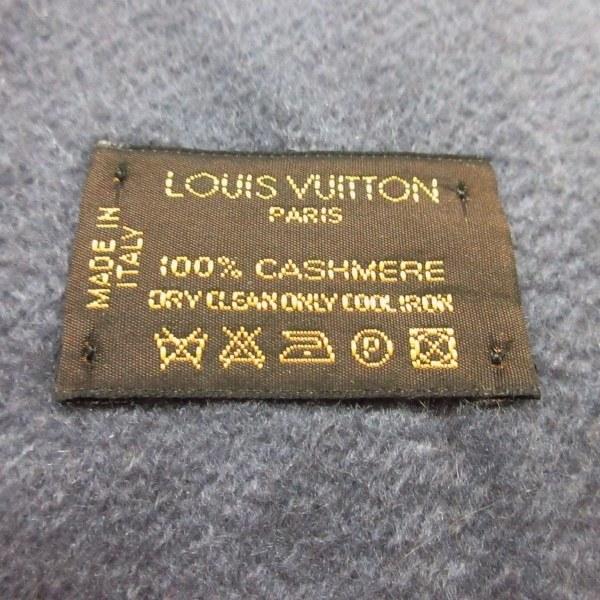 LOUIS VUITTON
PARIS
MADE IN
ITALY
100% CASHMERE
DRY CLEAN ONLY COOL IRON
P